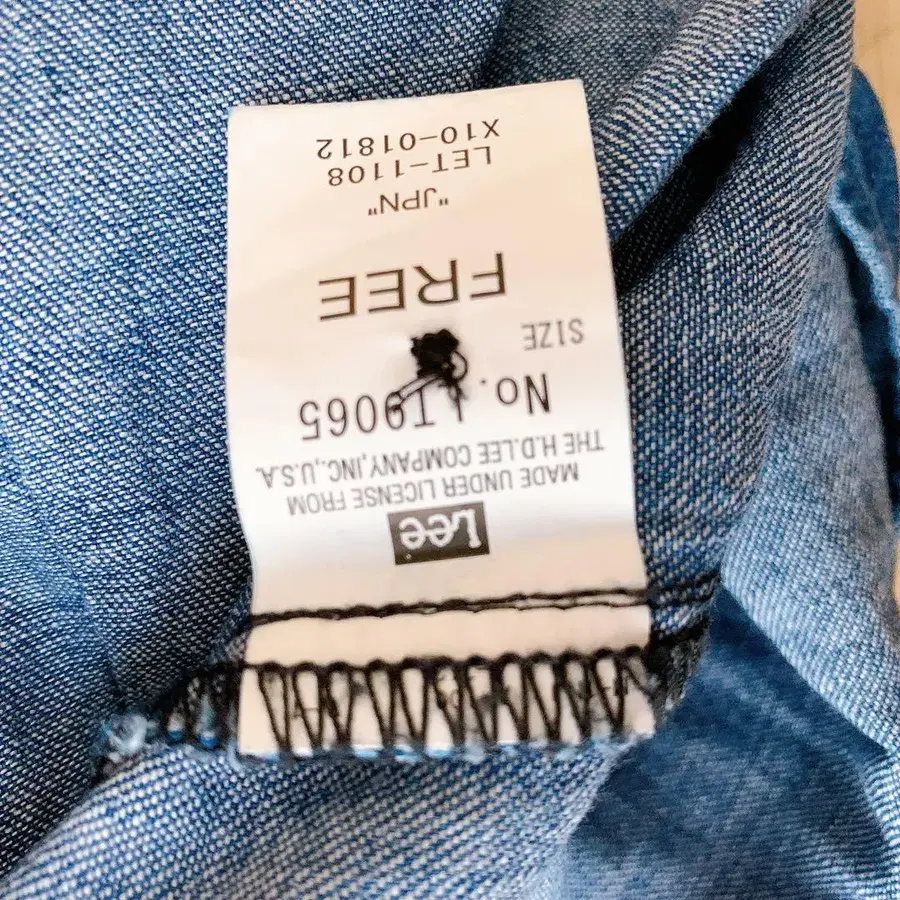 Lee
MADE UNDER LICENSE FROM
THE H.D.LEE COMPANY,INC.,U.S.A.
No. LT9065
SIZE
FREE
"JPN"
LET-1108
X10-01812